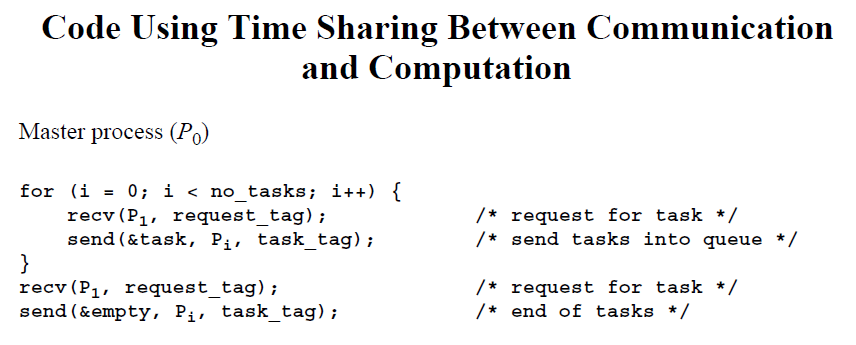 Code Using Time Sharing Between Communication
and Computation
Master process (P₀)
for (i = 0; i < no_tasks; i++) {
    recv(P₁, request_tag); /* request for task */
    send(&task, Pᵢ, task_tag); /* send tasks into queue */
}
recv(P₁, request_tag); /* request for task */
send(&empty, Pᵢ, task_tag); /* end of tasks */